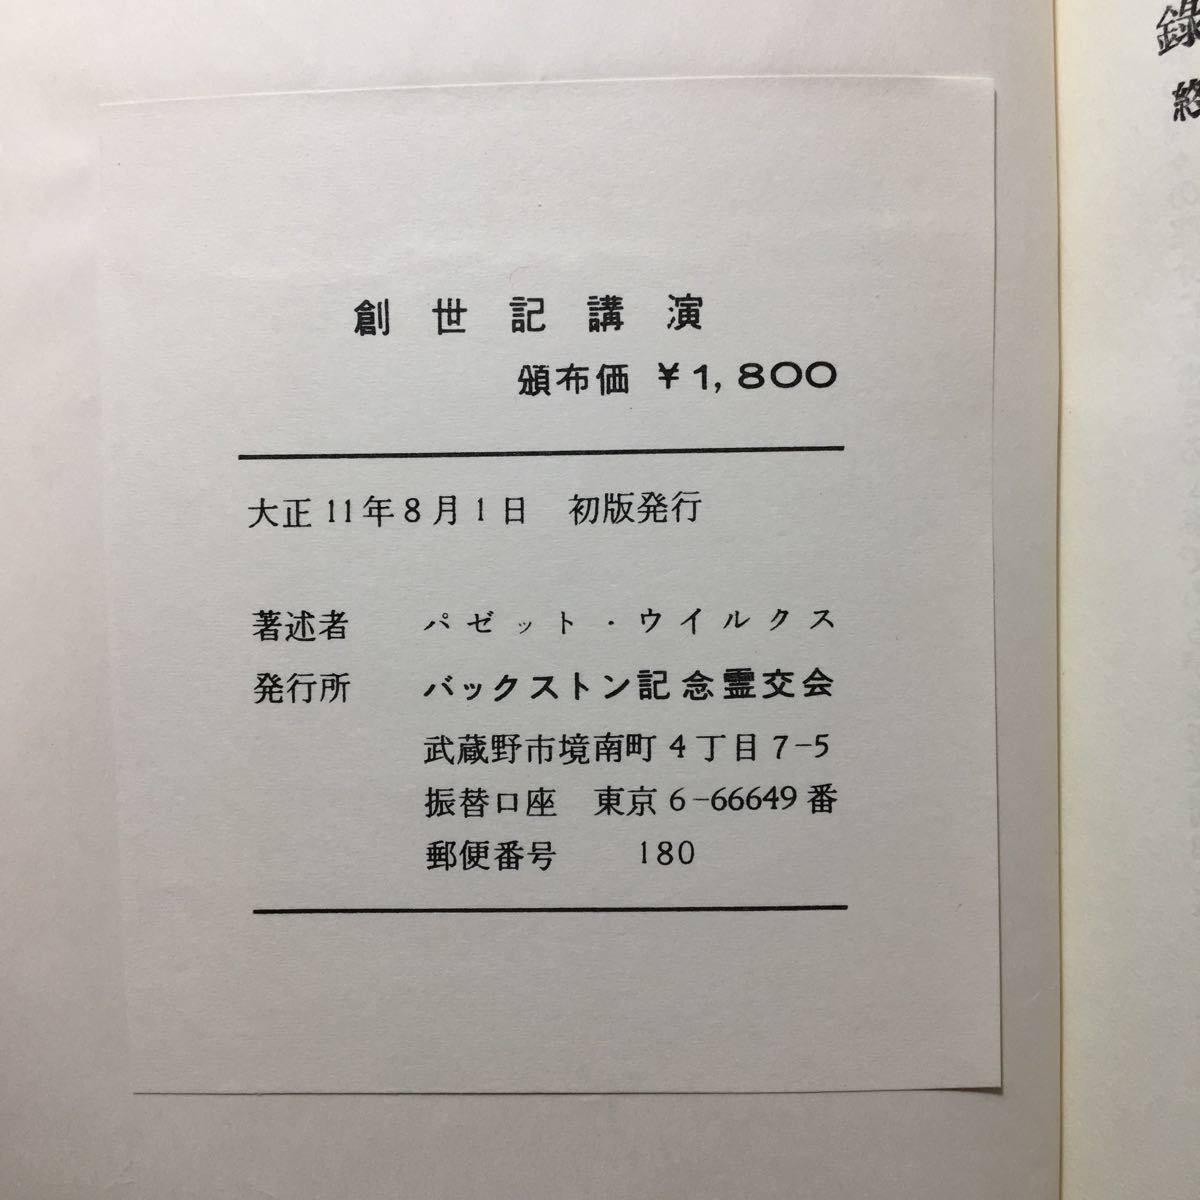 創世記講演
頒布価 ¥1,800
大正11年8月1日 初版発行
著述者 パゼット・ウイルクス
発行所 バックストン記念霊交会
武蔵野市境南町4丁目7-5
振替口座 東京6-66649番
郵便番号 180
錄
終